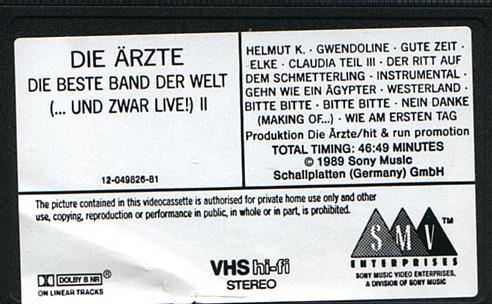 DIE ÄRZTE
DIE BESTE BAND DER WELT
(... UND ZWAR LIVE!) II
12-049826-81
HELMUT K. · GWENDOLINE · GUTE ZEIT ·
ELKE · CLAUDIA TEIL III · DER RITT AUF
DEM SCHMETTERLING · INSTRUMENTAL ·
GEHN WIE EIN ÄGYPTER · WESTERLAND ·
BITTE BITTE · BITTE BITTE · NEIN DANKE
(MAKING OF...) · WIE AM ERSTEN TAG
Produktion Die Ärzte/hit & run promotion
TOTAL TIMING: 46:49 MINUTES
© 1989 Sony Music
Schallplatten (Germany) GmbH
The picture contained in this videocassette is authorised for private home use only and other
use, copying, reproduction or performance in public, in whole or in part, is prohibited.
DOLBY B NR ®
ON LINEAR TRACKS
VHS hi-fi
STEREO
SMV ™
ENTERPRISES
SONY MUSIC VIDEO ENTERPRISES,
A DIVISION OF SONY MUSIC